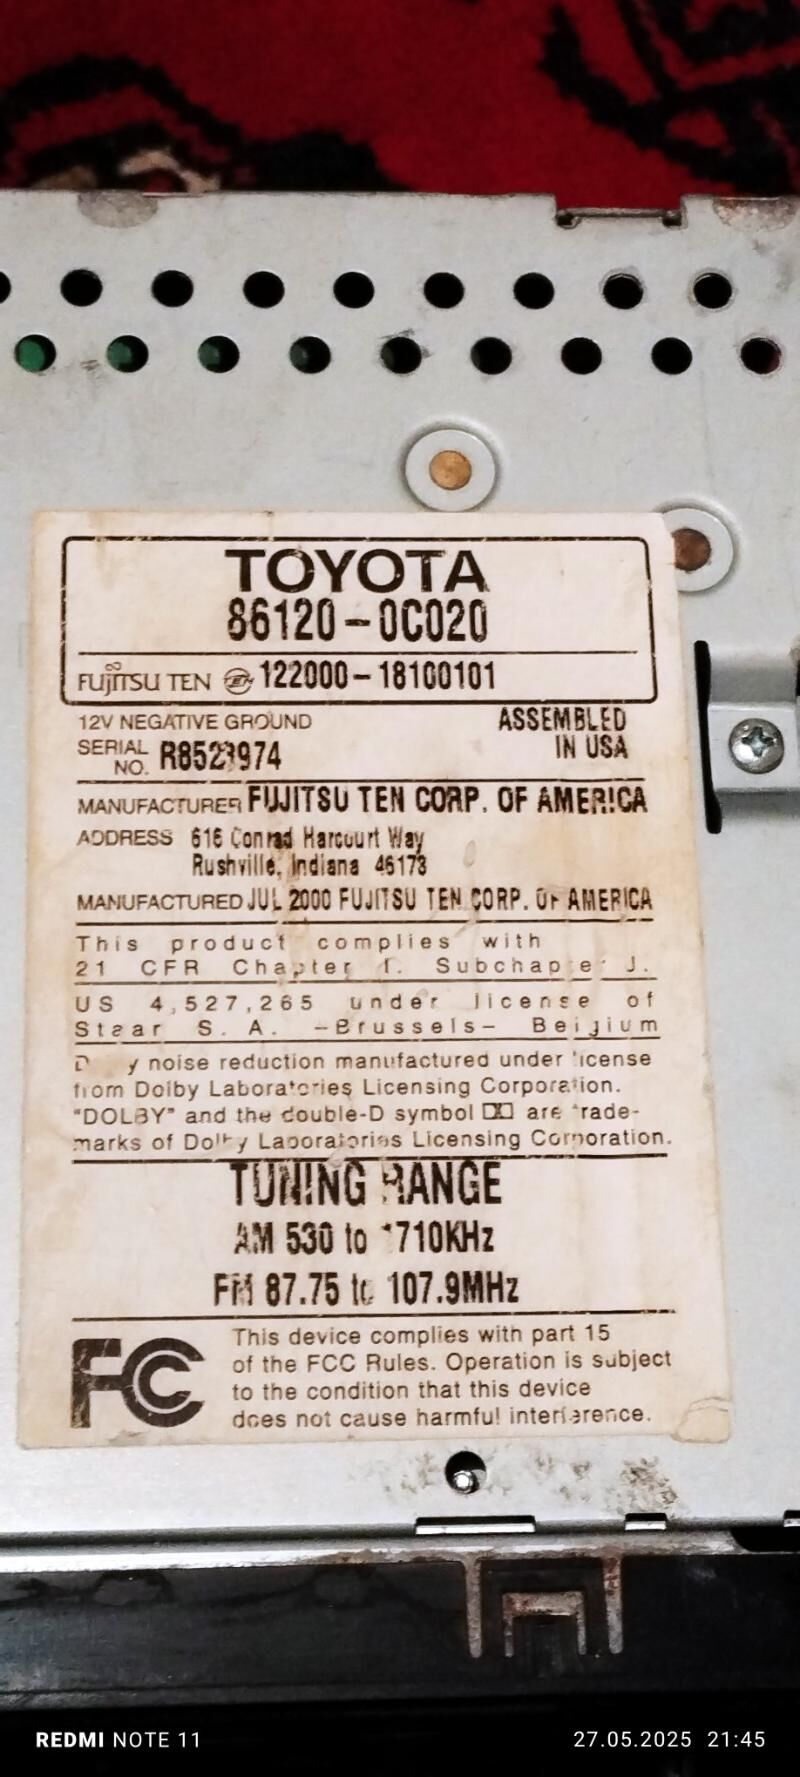 TOYOTA
86120-0C020
FUJITSU TEN 122000-18100101
12V NEGATIVE GROUND
ASSEMBLED
IN USA
SERIAL
NO.
MANUFACTURER FUJITSU TEN CORP. OF AMERICA
ADDRESS 616 Conrad Harcourt Way
Rushville, Indiana 46173
MANUFACTURED JUL 2000 FUJITSU TEN CORP. OF AMERICA
This product complies with
21 CFR Chapter I. Subchapter J.
US 4,527,265 under license of
Staar S. A. -Brussels- Belgium
noise reduction manufactured under license
from Dolby Laboratories Licensing Corporation.
"DOLBY" and the double-D symbol are trade-
marks of Dolby Laboratories Licensing Corporation.
TUNING RANGE
AM 530 to 1710KHz
FM 87.75 to 107.9MHz
FC
This device complies with part 15
of the FCC Rules. Operation is subject
to the condition that this device
does not cause harmful interference.
REDMI NOTE 11
27.05.2025 21:45